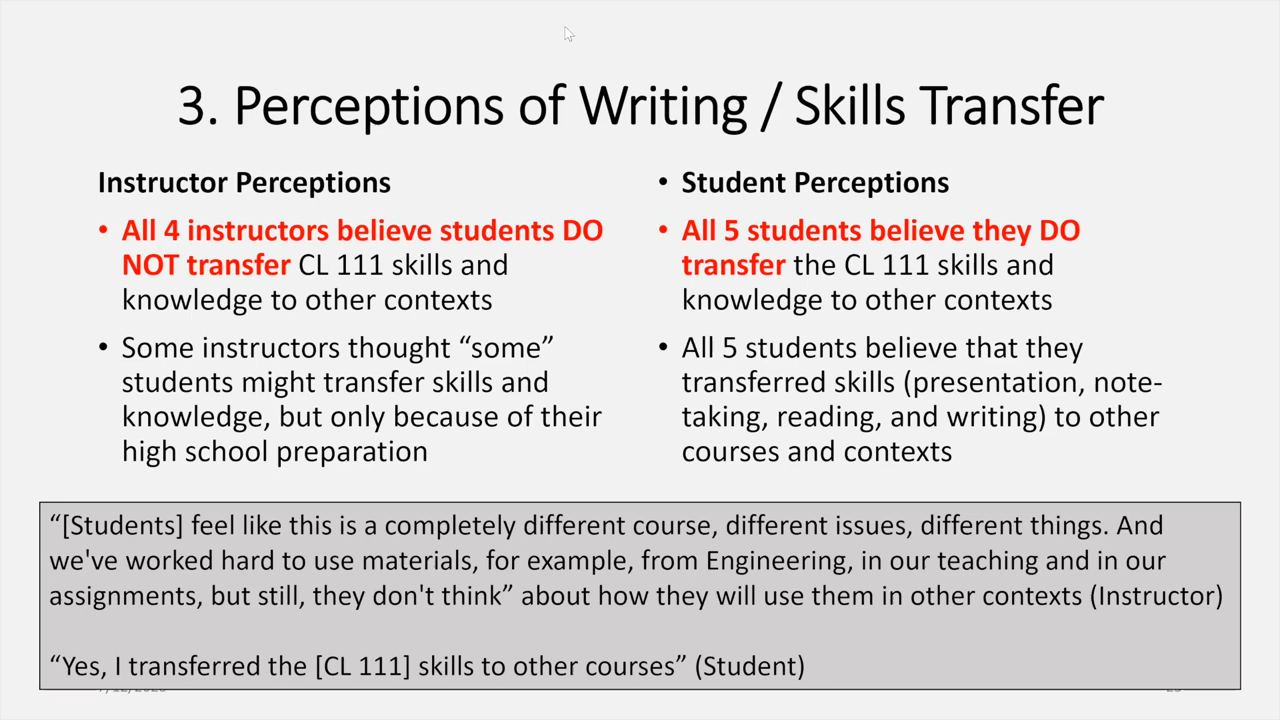 3. Perceptions of Writing / Skills Transfer
Instructor Perceptions
• All 4 instructors believe students DO
NOT transfer CL 111 skills and
knowledge to other contexts
• Some instructors thought “some”
students might transfer skills and
knowledge, but only because of their
high school preparation
• Student Perceptions
• All 5 students believe they DO
transfer the CL 111 skills and
knowledge to other contexts
• All 5 students believe that they
transferred skills (presentation, note-
taking, reading, and writing) to other
courses and contexts
“[Students] feel like this is a completely different course, different issues, different things. And
we've worked hard to use materials, for example, from Engineering, in our teaching and in our
assignments, but still, they don't think” about how they will use them in other contexts (Instructor)
“Yes, I transferred the [CL 111] skills to other courses” (Student)